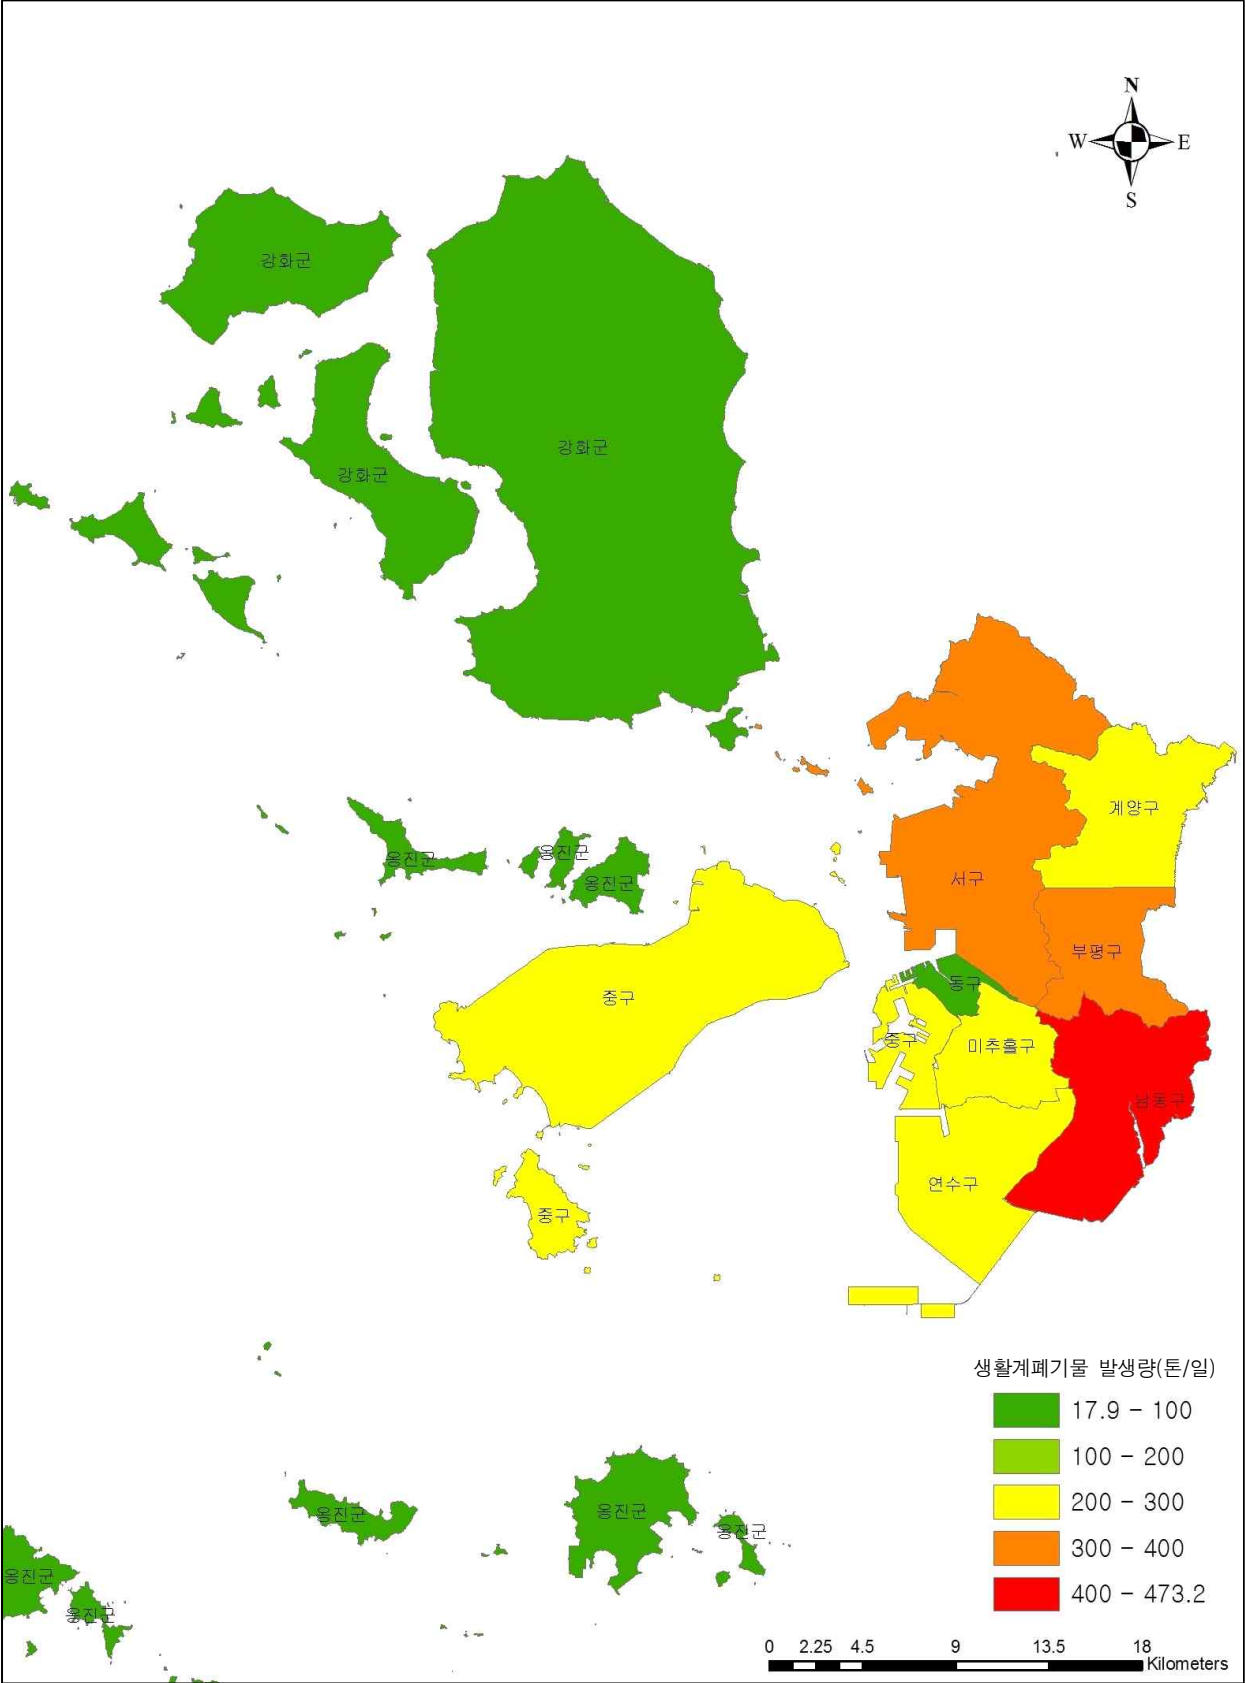 N
W
E
S
강화군
강화군
강화군
계양구
옹진군
옹진군
옹진군
서구
부평구
동구
중구
중구
미추홀구
남동구
연수구
중구
생활계폐기물 발생량(톤/일)
17.9 - 100
100 - 200
200 - 300
300 - 400
400 - 473.2
옹진군
옹진군
옹진군
옹진군
옹진군
0 2.25 4.5 9 13.5 18
Kilometers